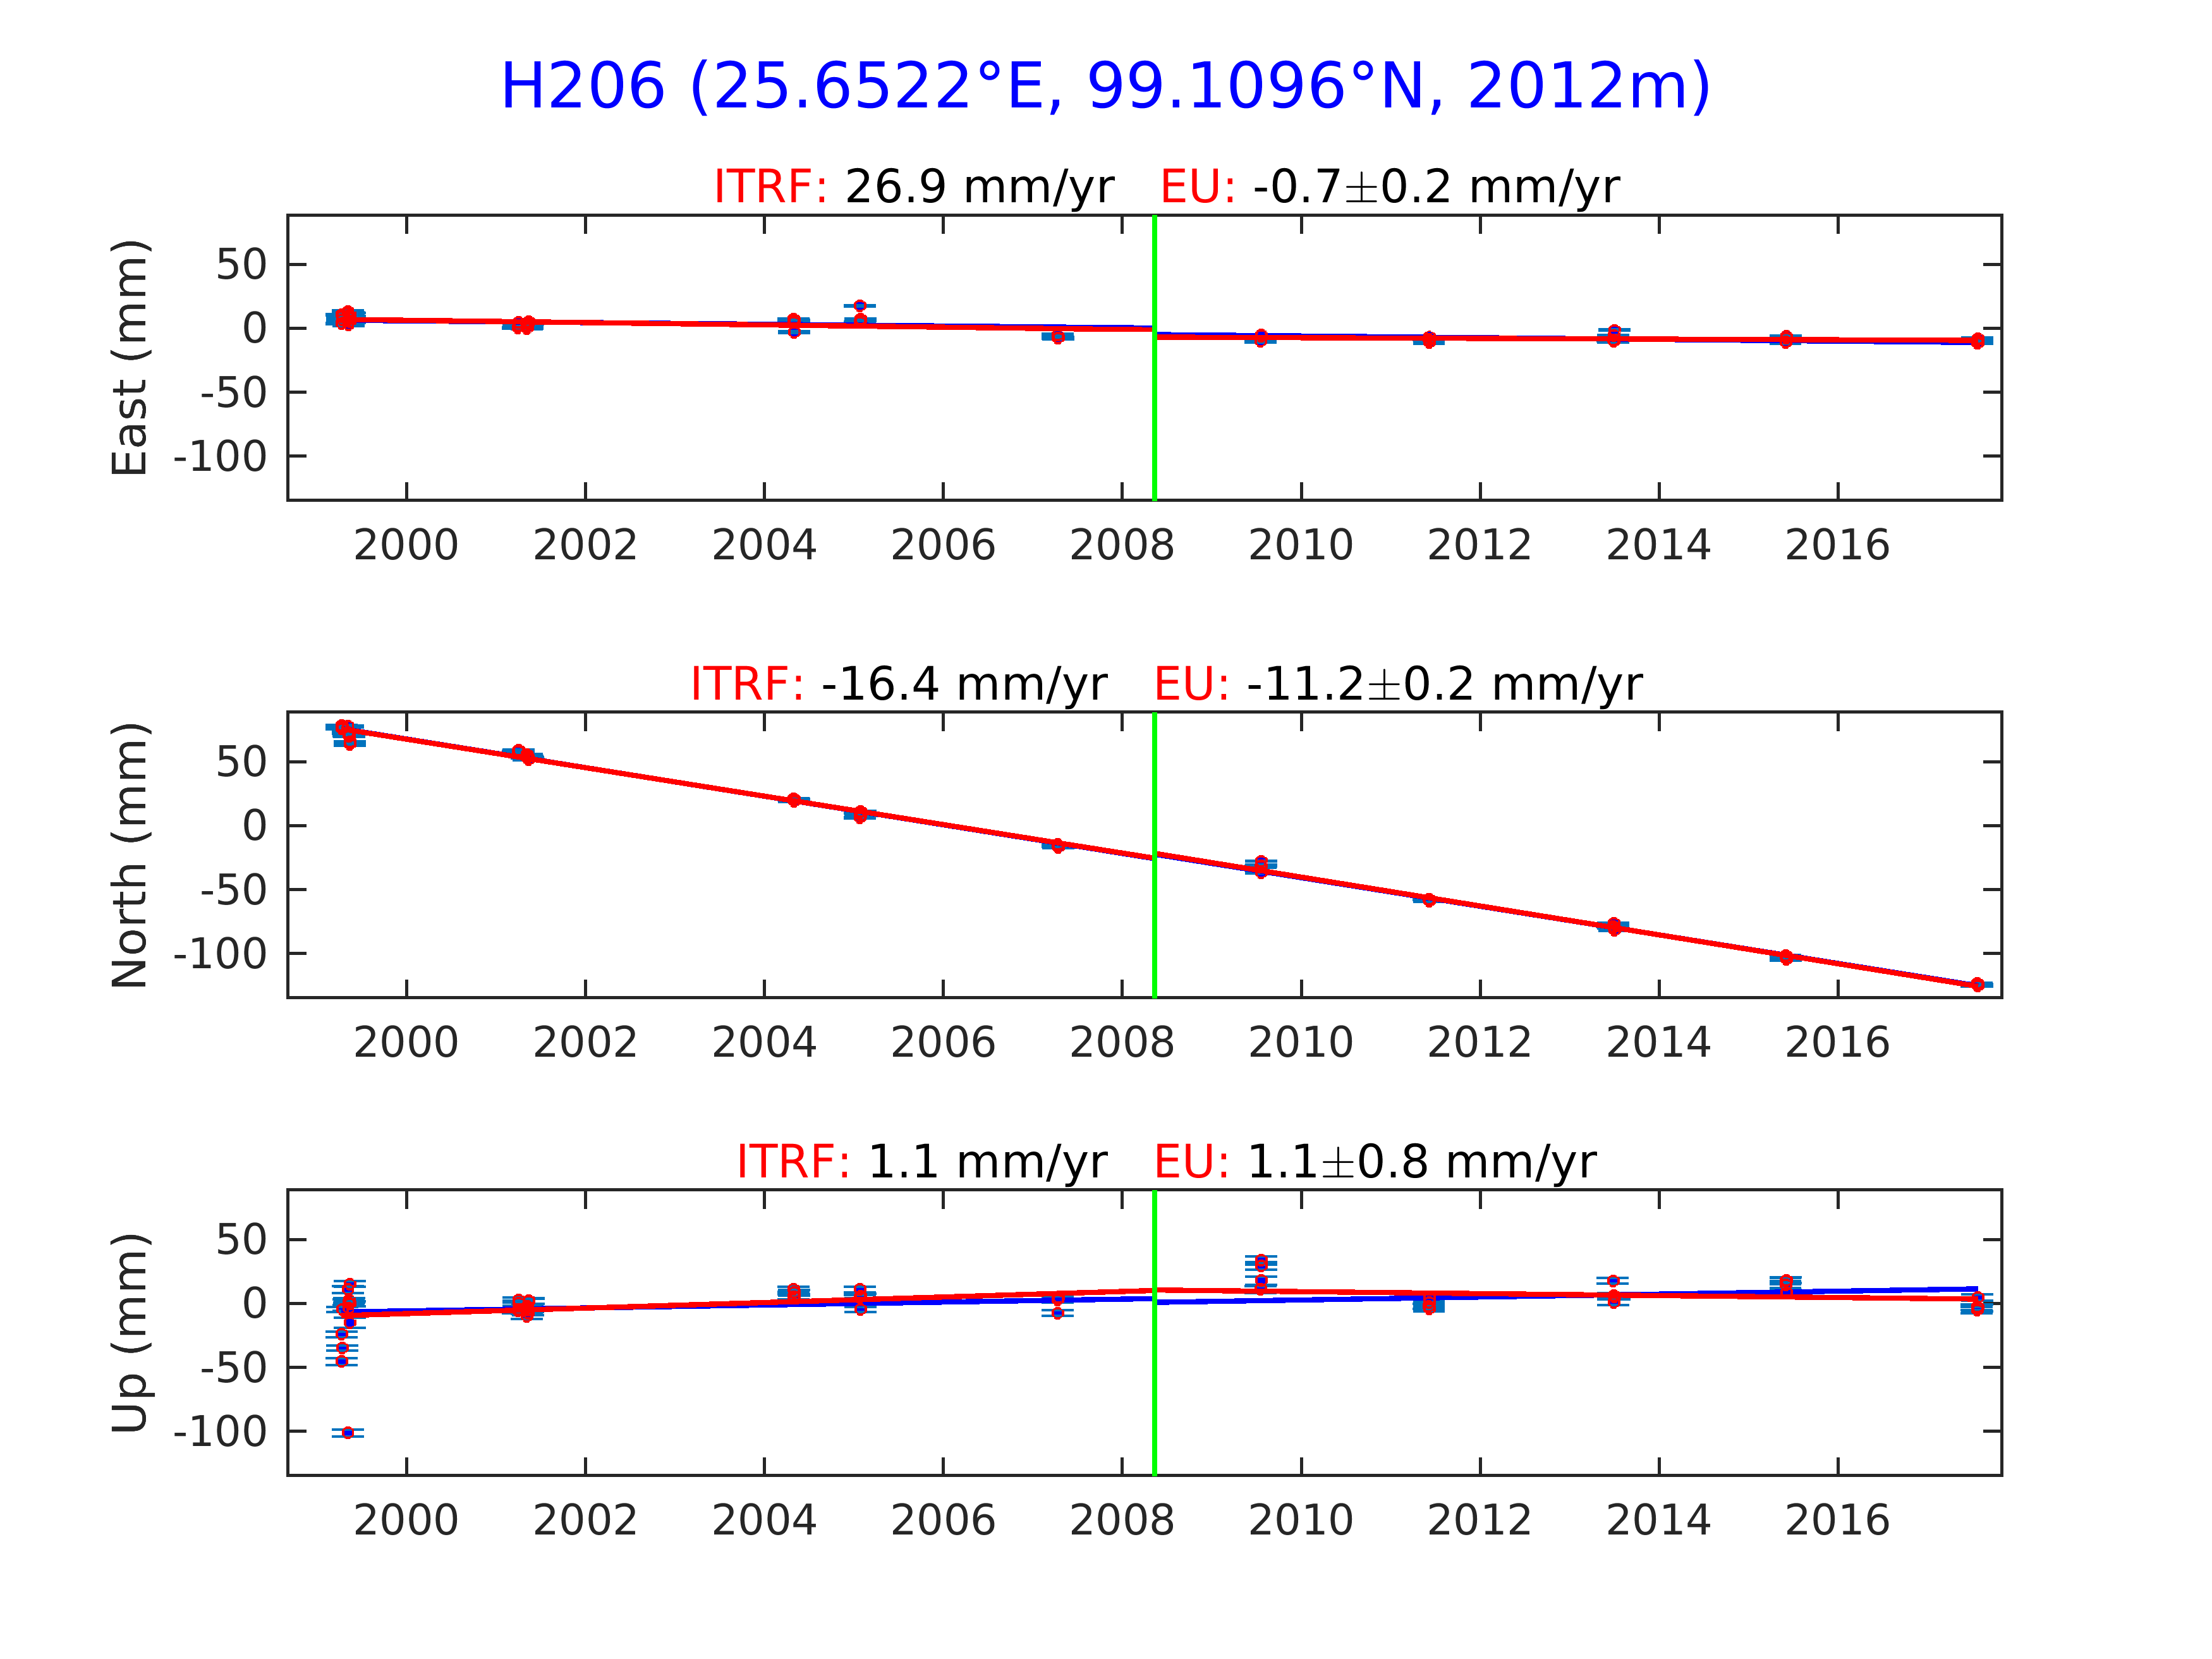 H206 (25.6522°E, 99.1096°N, 2012m)
ITRF: 26.9 mm/yr EU: -0.7±0.2 mm/yr
East (mm)
50
0
-50
-100
2000 2002 2004 2006 2008 2010 2012 2014 2016
ITRF: -16.4 mm/yr EU: -11.2±0.2 mm/yr
North (mm)
50
0
-50
-100
2000 2002 2004 2006 2008 2010 2012 2014 2016
ITRF: 1.1 mm/yr EU: 1.1±0.8 mm/yr
Up (mm)
50
0
-50
-100
2000 2002 2004 2006 2008 2010 2012 2014 2016